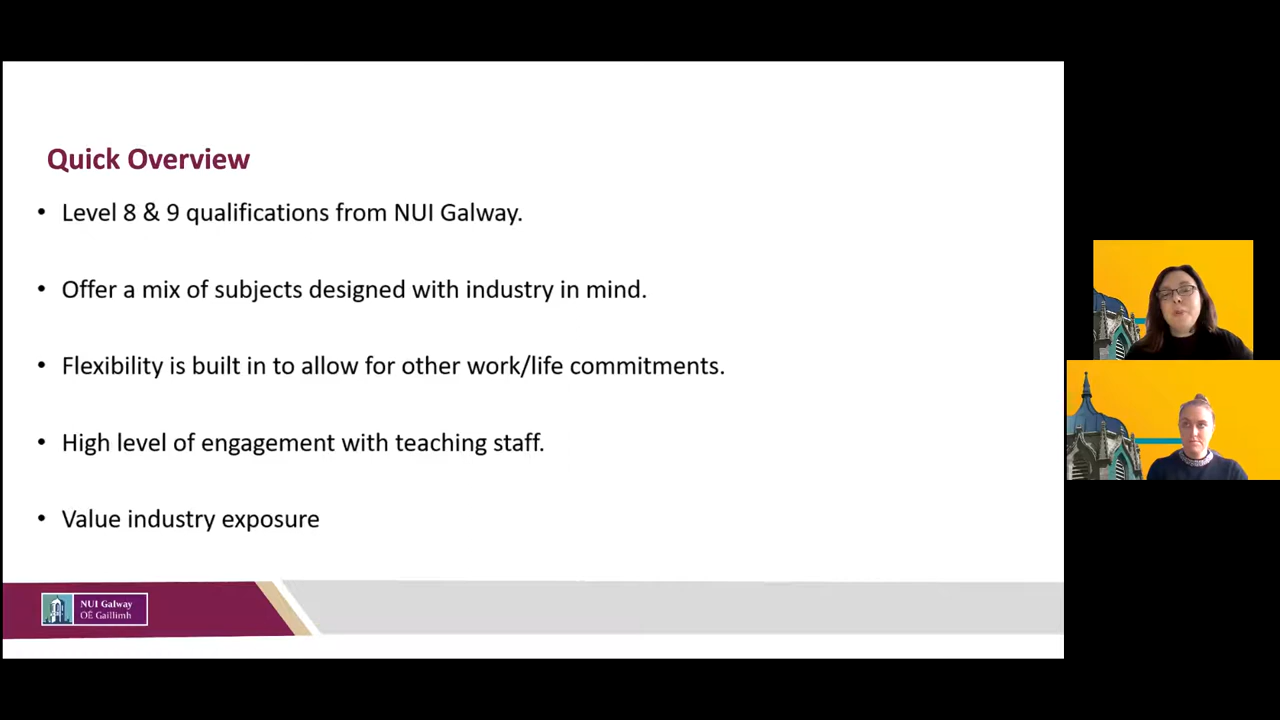 Quick Overview
• Level 8 & 9 qualifications from NUI Galway.
• Offer a mix of subjects designed with industry in mind.
• Flexibility is built in to allow for other work/life commitments.
• High level of engagement with teaching staff.
• Value industry exposure
NUI Galway
OÉ Gaillimh